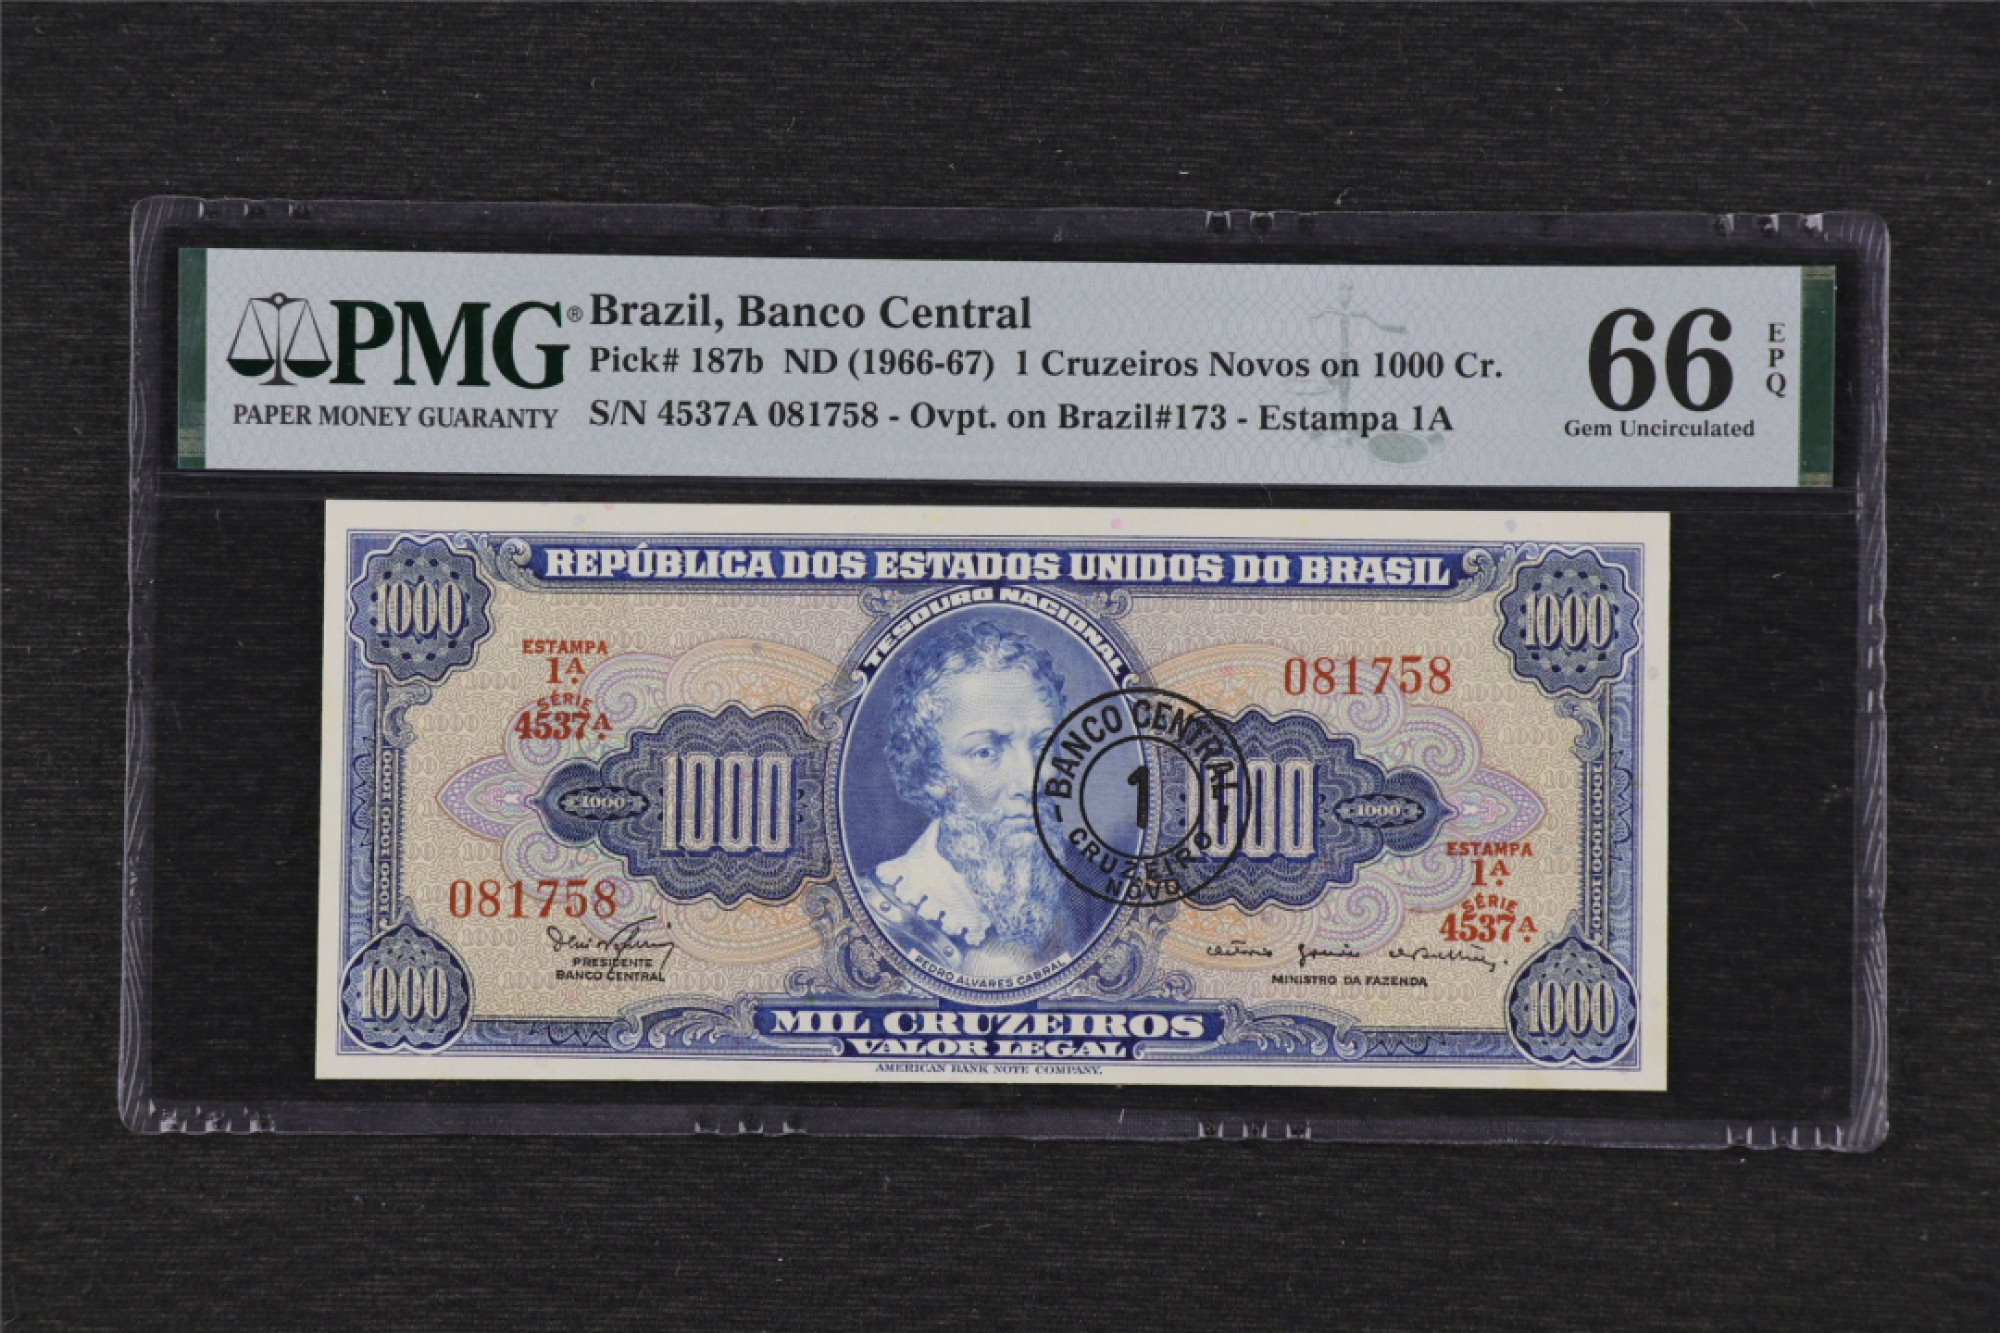 PMG®
PAPER MONEY GUARANTY
Brazil, Banco Central
Pick# 187b ND (1966-67) 1 Cruzeiros Novos on 1000 Cr.
S/N 4537A 081758 - Ovpt. on Brazil#173 - Estampa 1A
66
EPQ
Gem Uncirculated
REPÚBLICA DOS ESTADOS UNIDOS DO BRASIL
TESOURO NACIONAL
1000
1000
ESTAMPA
1A.
SÉRIE
4537A.
081758
1000
1000
BANCO CENTRAL
1
CRUZEIRO
NOVO
1000
ESTAMPA
1A.
SÉRIE
4537A.
081758
PRESIDENTE
BANCO CENTRAL
PEDRO ALVARES CABRAL
MINISTRO DA FAZENDA
1000
1000
MIL CRUZEIROS
VALOR LEGAL
AMERICAN BANK NOTE COMPANY.